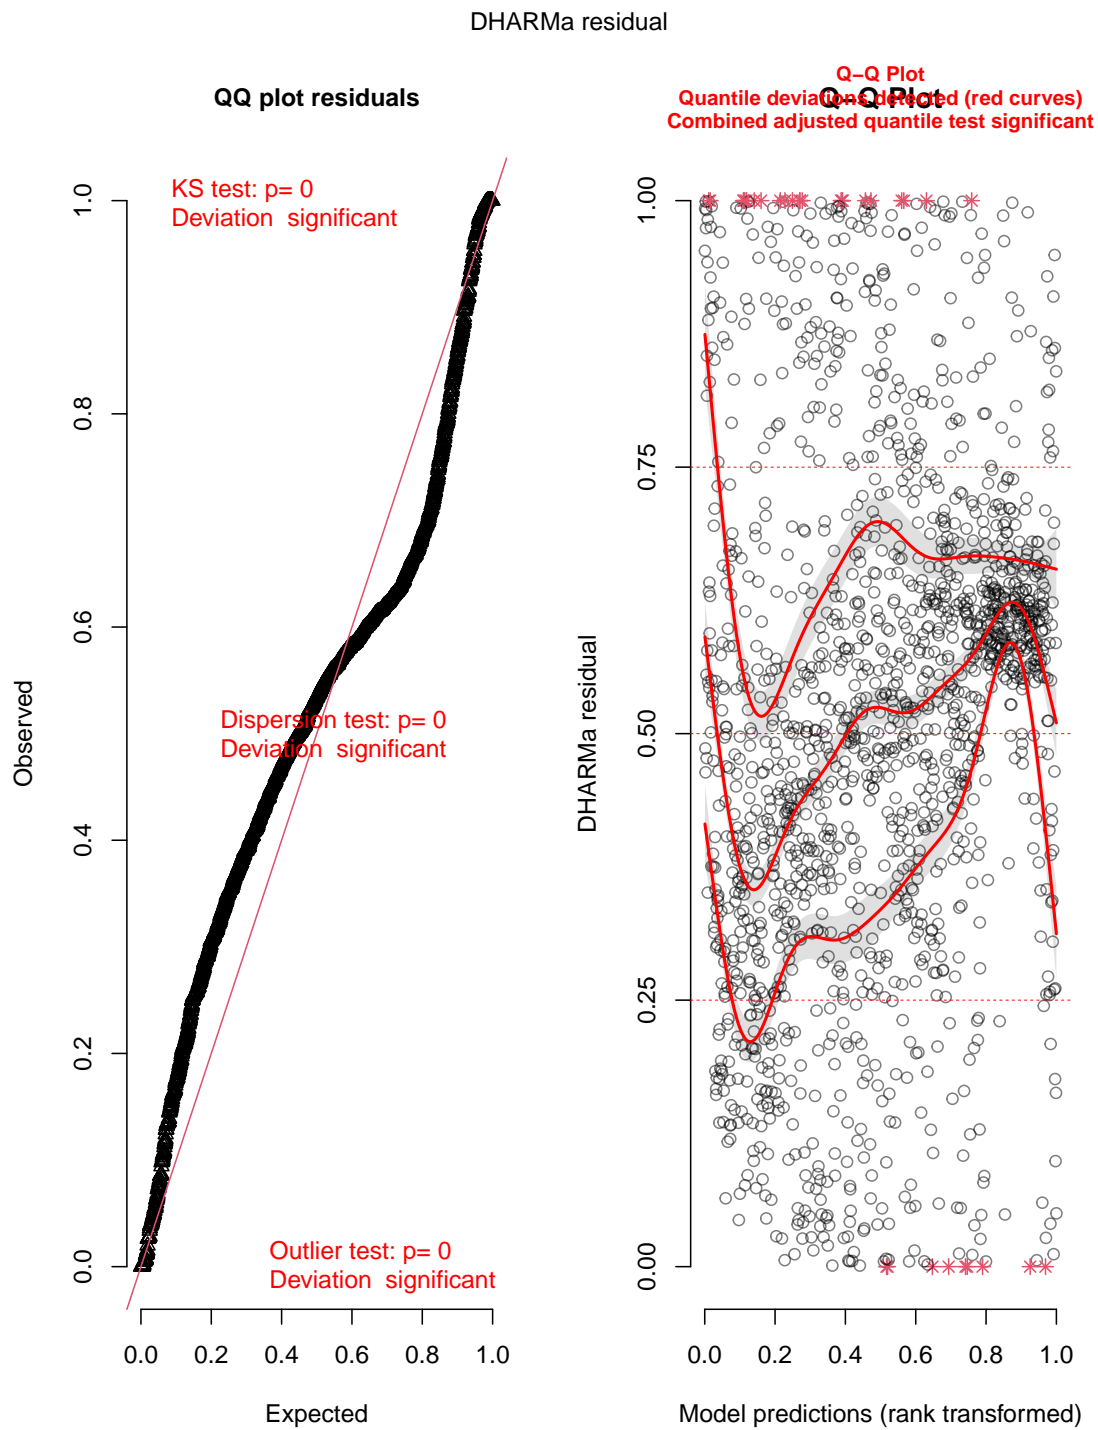 DHARMa residual
QQ plot residuals
KS test: p= 0
Deviation  significant
Dispersion test: p= 0
Deviation  significant
Outlier test: p= 0
Deviation  significant
Observed
0.0
0.2
0.4
0.6
0.8
1.0
0.0 0.2 0.4 0.6 0.8 1.0
Expected
Q−Q Plot
Q−Q Plot
Quantile deviations detected (red curves)
Combined adjusted quantile test significant
DHARMa residual
0.00
0.25
0.50
0.75
1.00
0.0 0.2 0.4 0.6 0.8 1.0
Model predictions (rank transformed)